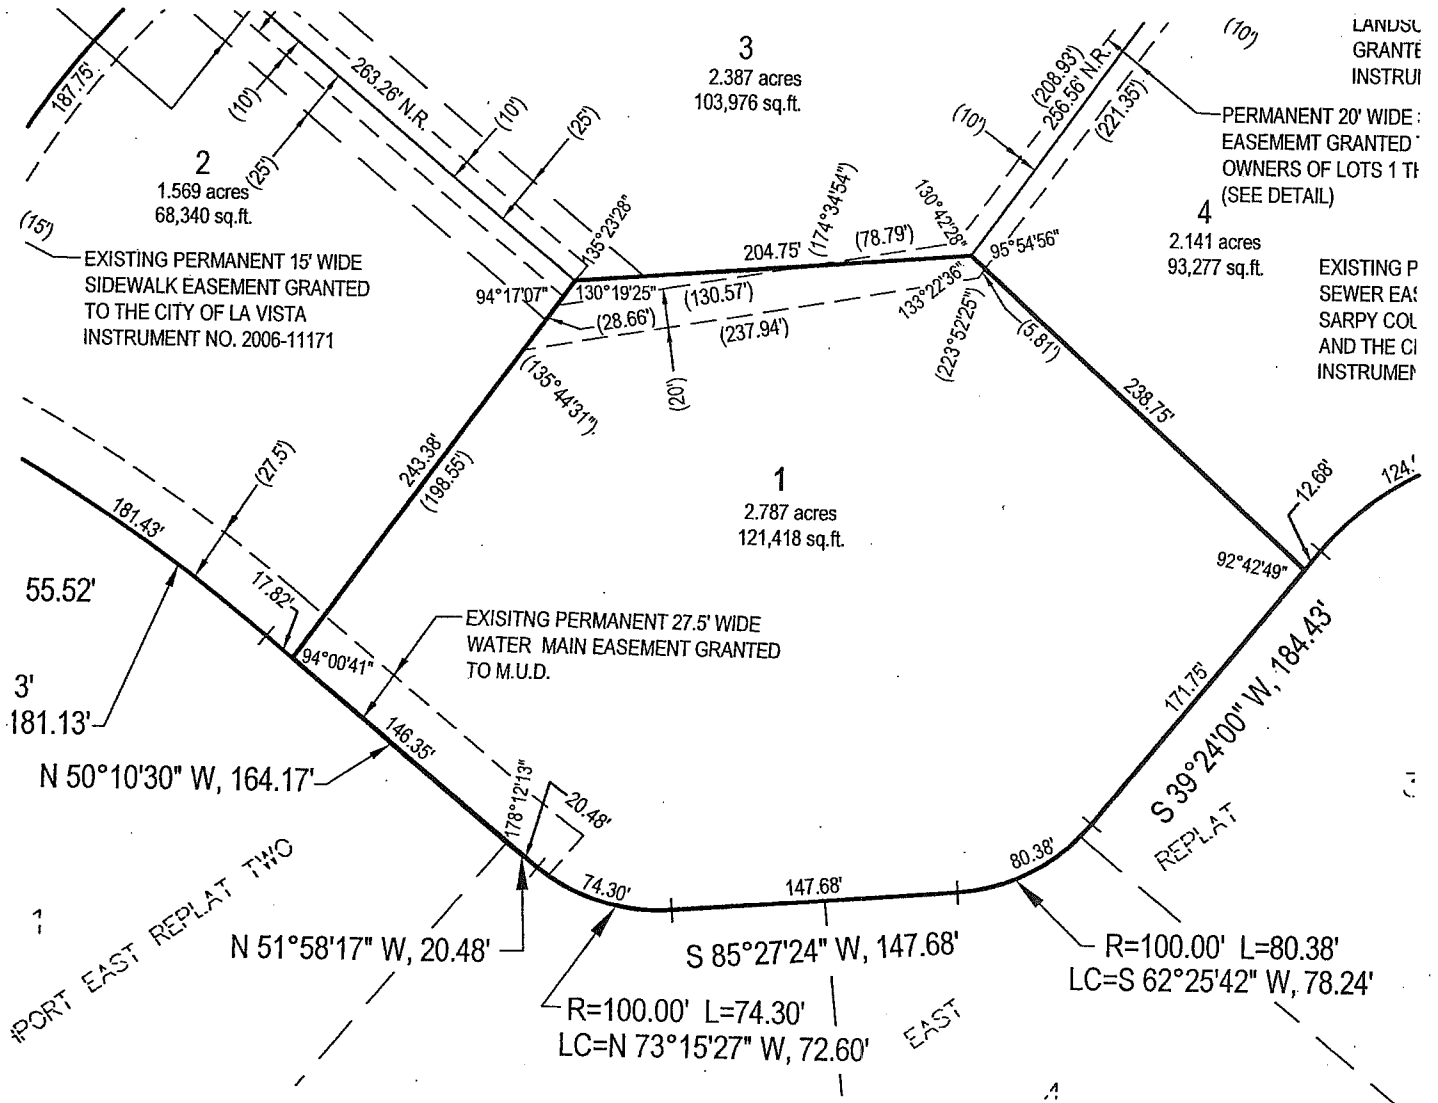 187.75'
(10')
(25')
263.26' N.R.
(10')
(25')
3
2.387 acres
103,976 sq.ft.
(10')
(208.93')
256.56' N.R.
(221.35')
(10')
GRANTE
PERMANENT 20' WIDE
EASEMEMT GRANTED
OWNERS OF LOTS 1
(SEE DETAIL)
2
1.569 acres
68,340 sq.ft.
(15')
EXISTING PERMANENT 15' WIDE
SIDEWALK EASEMENT GRANTED
TO THE CITY OF LA VISTA
INSTRUMENT NO. 2006-11171
4
2.141 acres
93,277 sq.ft.
EXISTING
SEWER
SARPY
AND THE
135°23'28"
204.75'
(174°34'54")
(78.79')
130°42'28"
95°54'56"
94°17'07"
130°19'25"
(130.57')
(28.66')
(237.94')
133°22'36"
(223°52'25")
(5.81')
(20')
(135°44'31")
238.75'
243.38'
(198.55')
(27.5')
181.43'
1
2.787 acres
121,418 sq.ft.
12.68'
124.
92°42'49"
55.52'
17.82'
94°00'41"
EXISITNG PERMANENT 27.5' WIDE
WATER MAIN EASEMENT GRANTED
TO M.U.D.
3'
181.13'
146.35'
N 50°10'30" W, 164.17'
171.75'
S 39°24'00" W, 184.43'
178°12'13"
20.48'
REPLAT
80.38'
74.30'
147.68'
1
PORT EAST REPLAT TWO
N 51°58'17" W, 20.48'
S 85°27'24" W, 147.68'
R=100.00' L=80.38'
LC=S 62°25'42" W, 78.24'
R=100.00' L=74.30'
LC=N 73°15'27" W, 72.60'
EAST